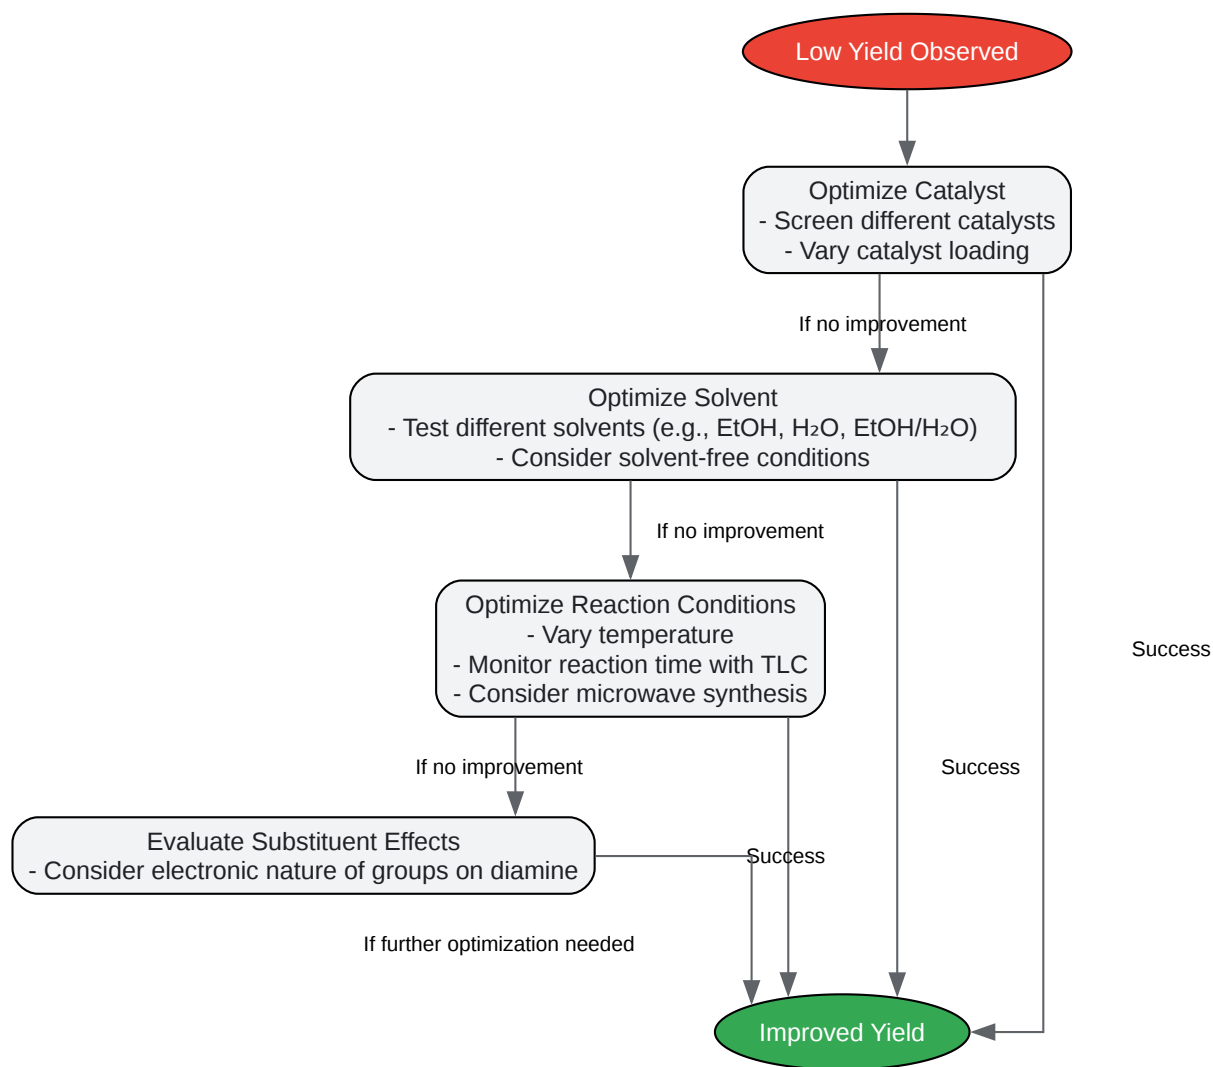 Low Yield Observed
Optimize Catalyst
- Screen different catalysts
- Vary catalyst loading
If no improvement
Optimize Solvent
- Test different solvents (e.g., EtOH, H₂O, EtOH/H₂O)
- Consider solvent-free conditions
If no improvement
Optimize Reaction Conditions
- Vary temperature
- Monitor reaction time with TLC
- Consider microwave synthesis
Success
If no improvement
Success
Evaluate Substituent Effects
- Consider electronic nature of groups on diamine
Success
If further optimization needed
Improved Yield